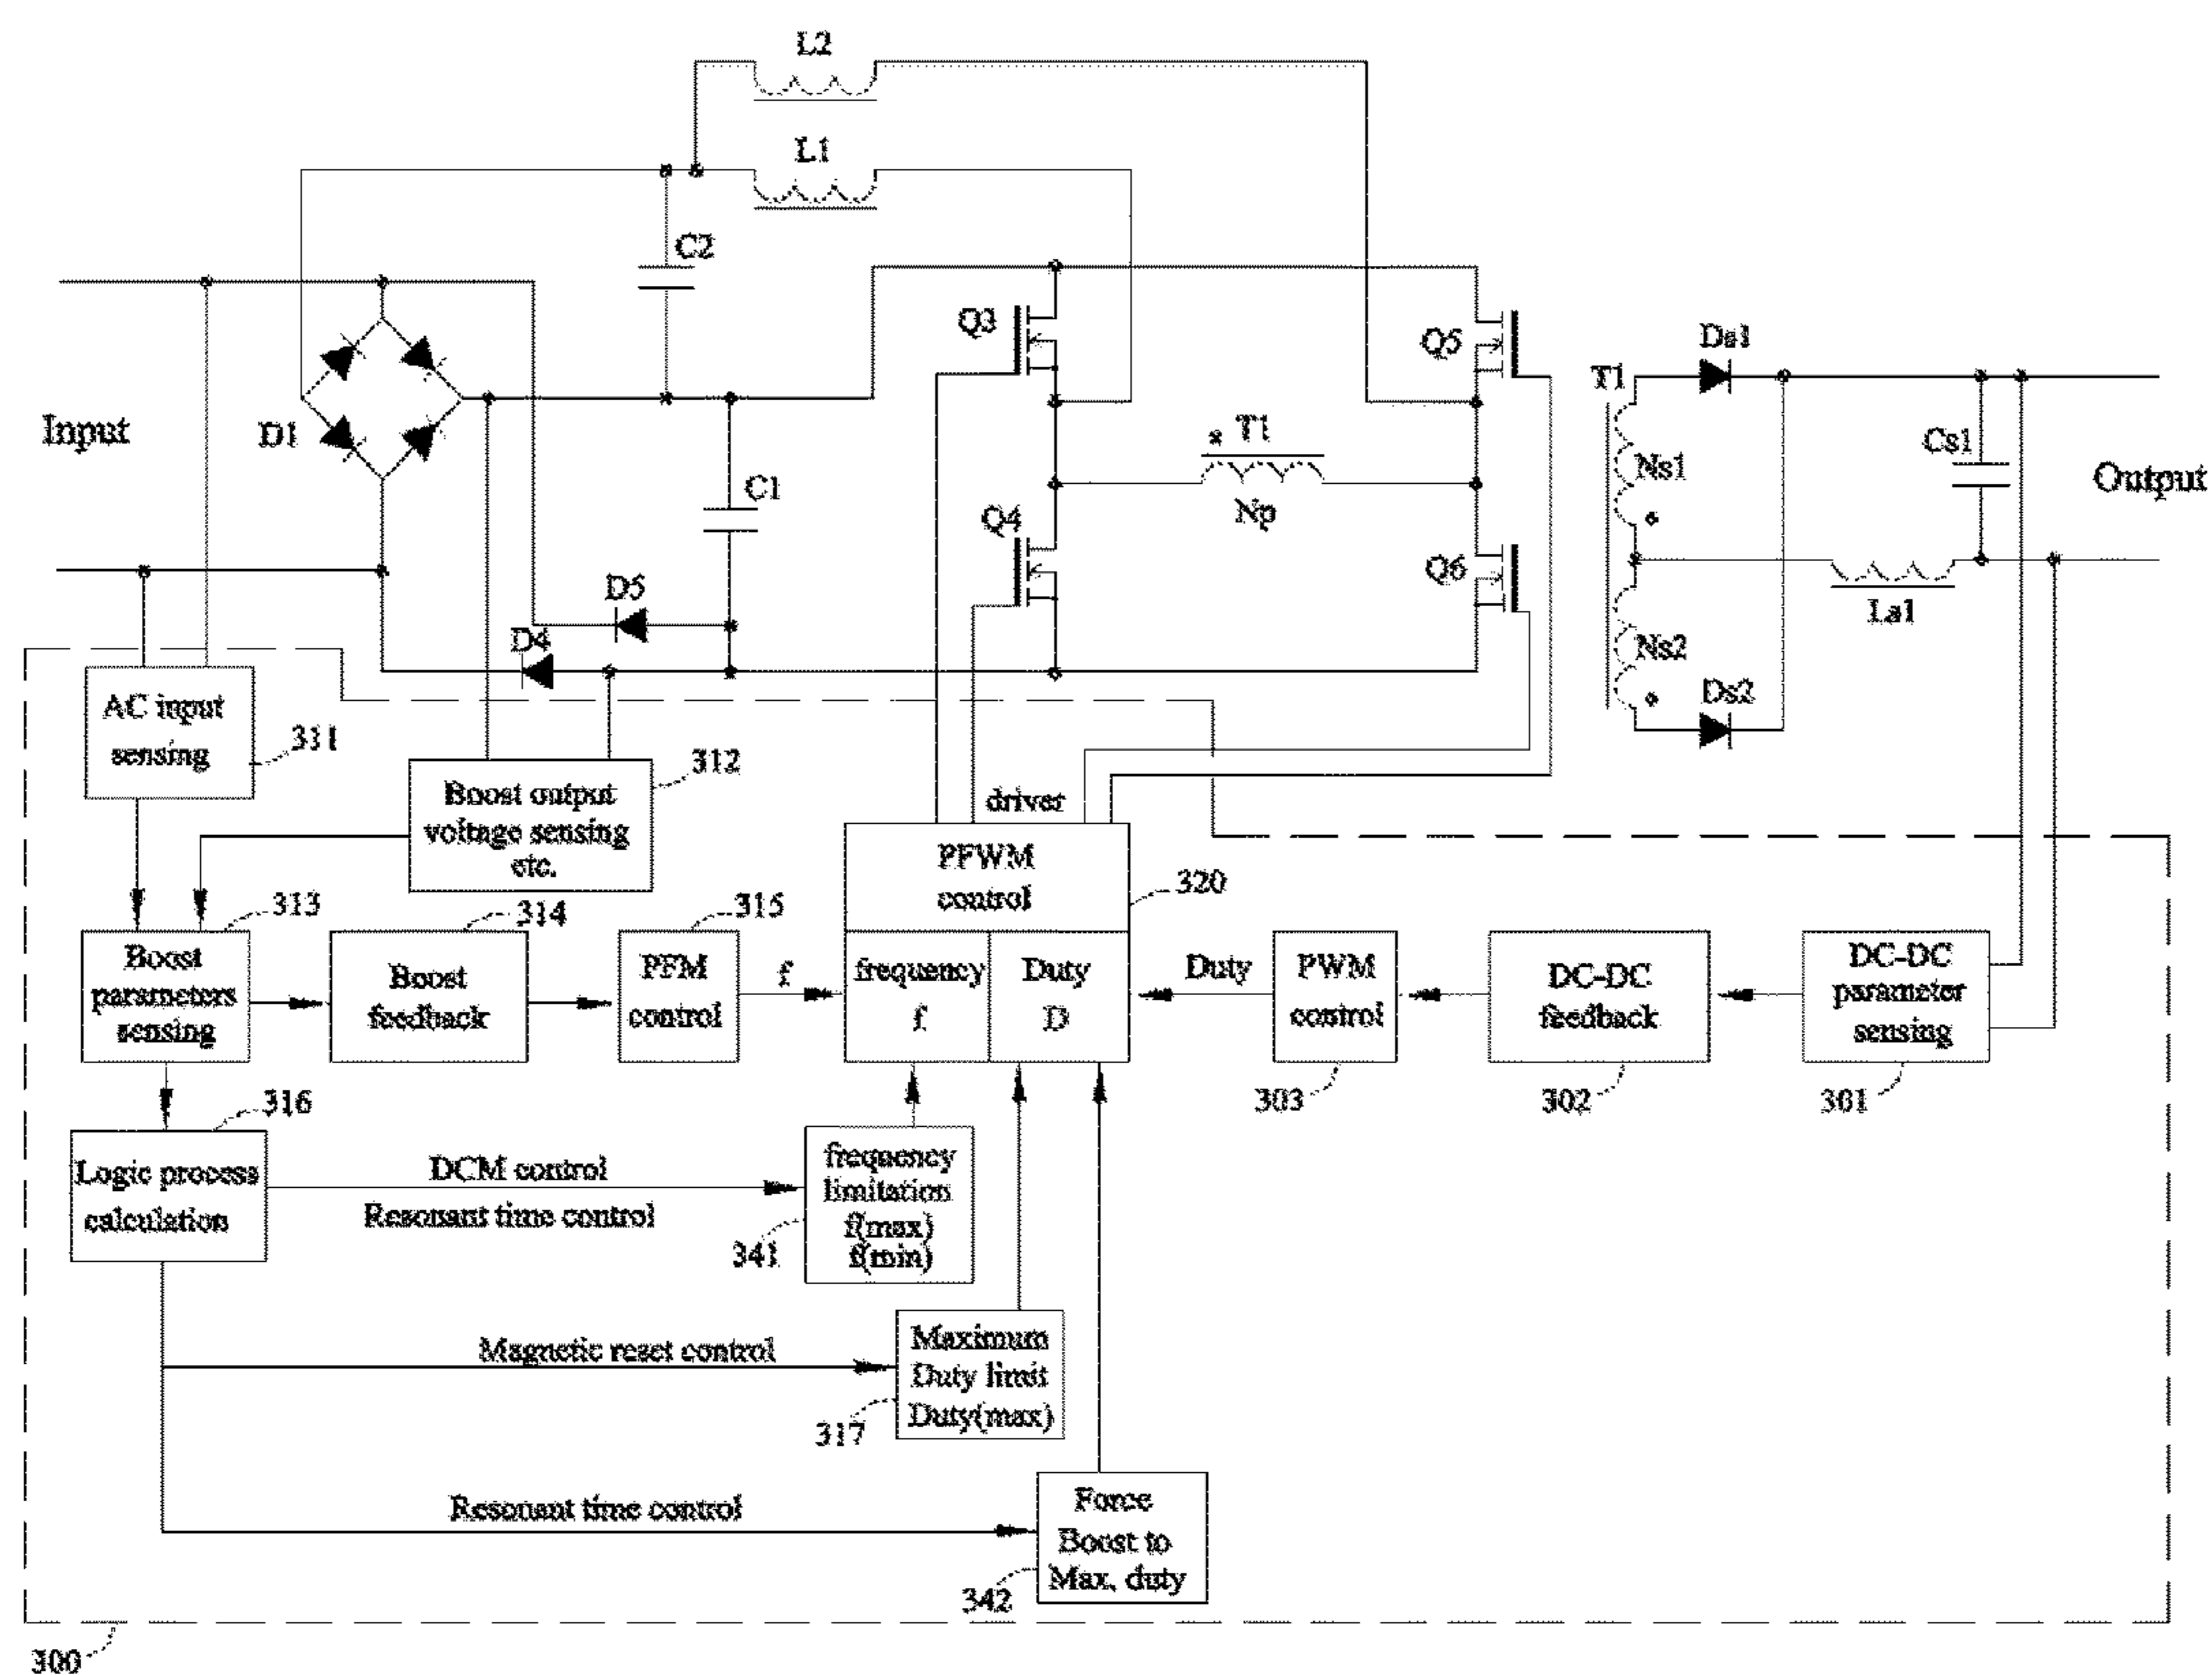 L2
L1
C2
Q3
Q5
Ds1
T1
Input
D1
* T1
Cs1
Ns1
Output
C1
Np
Q4
Q6
D5
La1
D4
Ns2
Ds2
AC input
sensing
311
312
Boost output
voltage sensing
etc.
driver
PFWM
control
320
313
314
315
Boost
parameters
sensing
Boost
feedback
PFM
control
f
frequency
f
Duty
D
Duty
PWM
control
DC-DC
feedback
DC-DC
parameter
sensing
303
302
301
316
Logic process
calculation
DCM control
Resonant time control
frequency
limitation
f(max)
f(min)
341
Magnetic reset control
Maximum
Duty limit
Duty(max)
317
Resonant time control
Force
Boost to
Max. duty
342
300